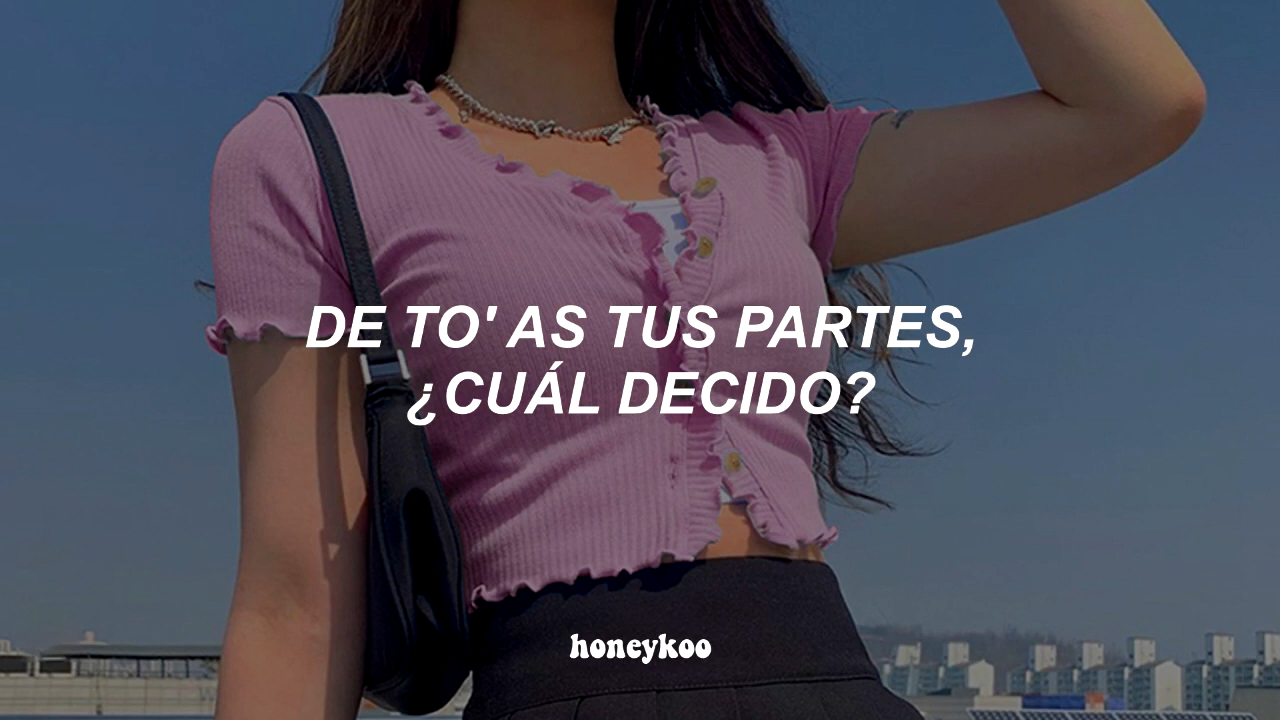 DE TO' AS TUS PARTES,
¿CUÁL DECIDO?
honeykoo